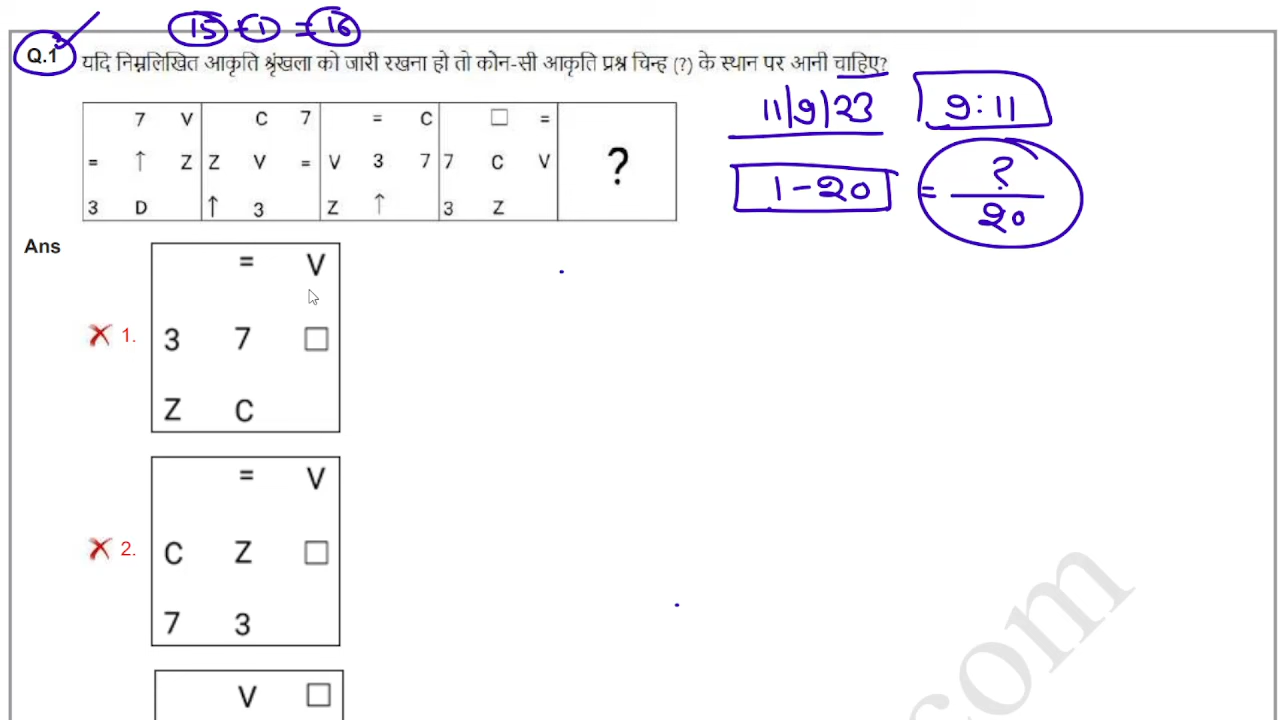 15 + 1 = 16
Q.1 यदि निम्नलिखित आकृति श्रृंखला को जारी रखना हो तो कौन-सी आकृति प्रश्न चिन्ह (?) के स्थान पर आनी चाहिए?
11|9|23 9:11
7 V C 7 = C □ =
= ↑ Z Z V = V 3 7 7 C V ?
3 D ↑ 3 Z ↑ 3 Z
1 - 20 = ?/20
Ans
= V
1. 3 7 □
Z C
= V
2. C Z □
7 3
V □
com